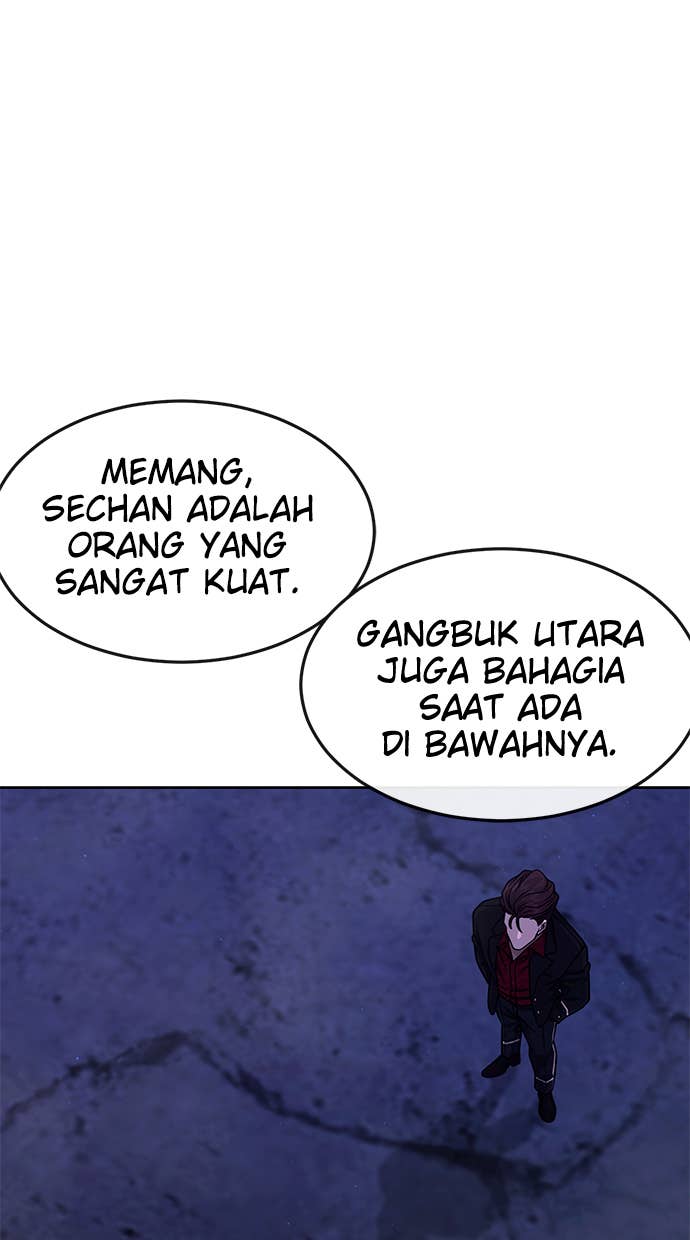 MEMANG,
SECHAN ADALAH
ORANG YANG
SANGAT KUAT.
GANGBUK UTARA
JUGA BAHAGIA
SAAT ADA
DI BAWAHNYA.